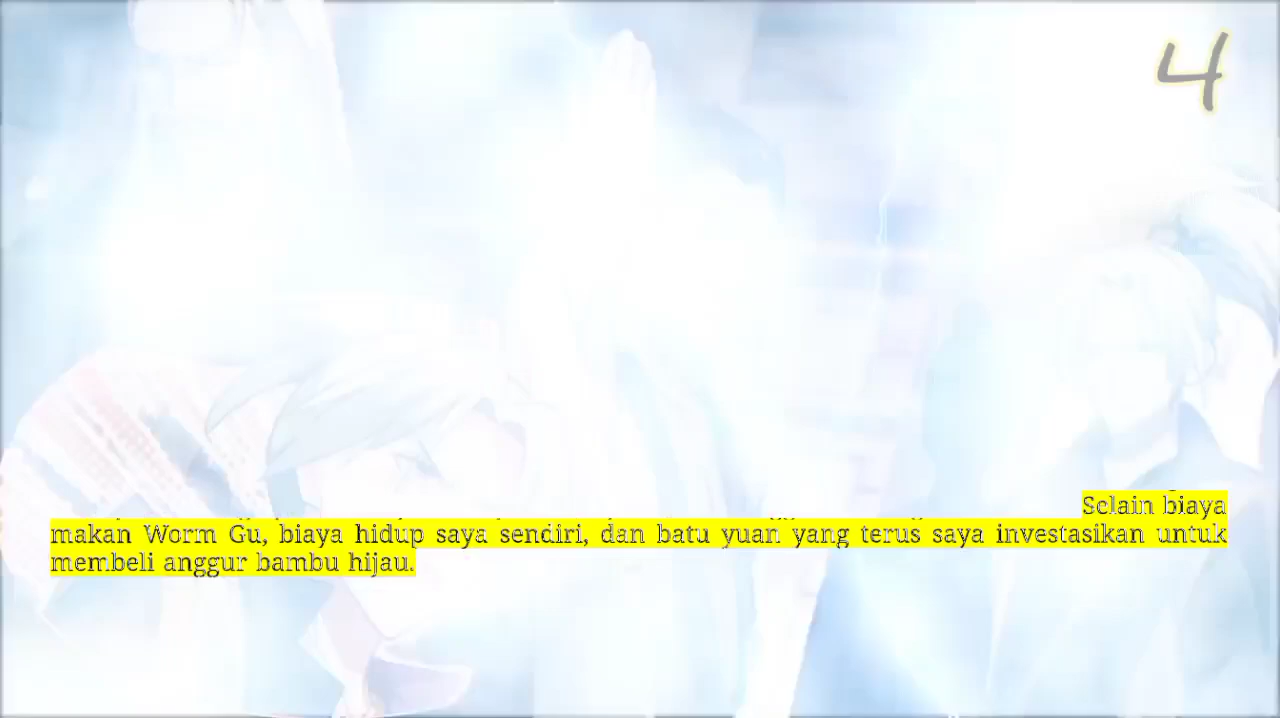 4
Selain biaya
makan Worm Gu, biaya hidup saya sendiri, dan batu yuan yang terus saya investasikan untuk
membeli anggur bambu hijau.